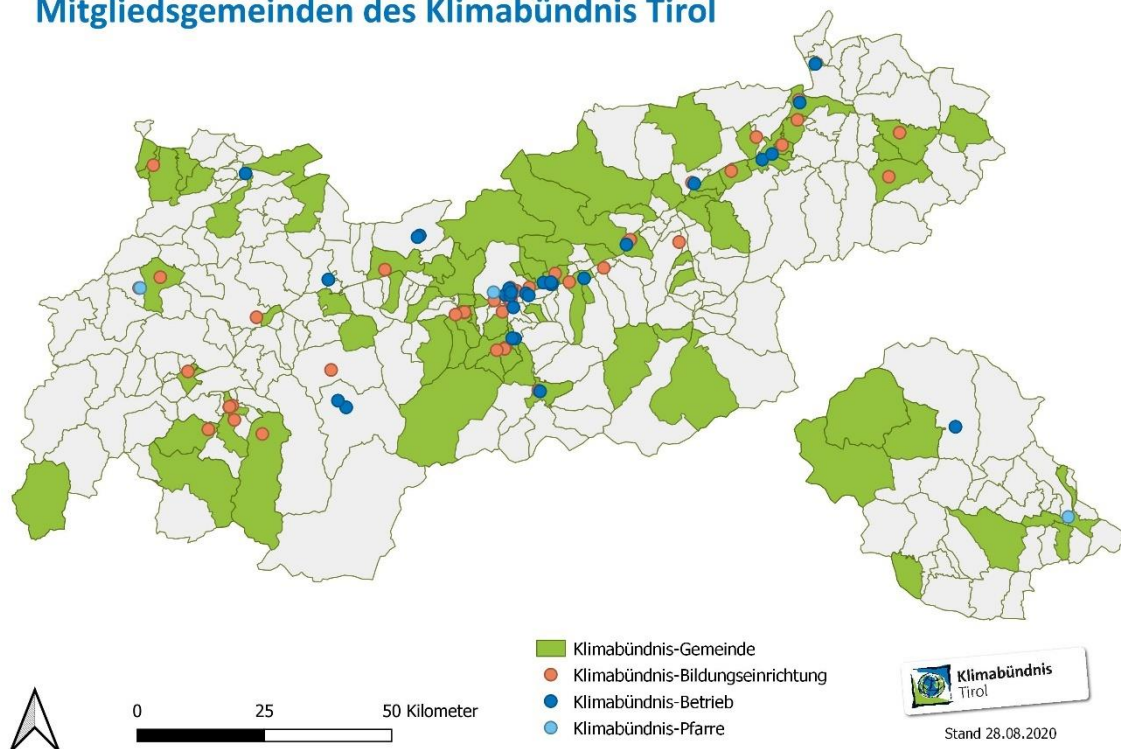 Mitgliedsgemeinden des Klimabündnis Tirol
Klimabündnis-Gemeinde
Klimabündnis-Bildungseinrichtung
Klimabündnis-Betrieb
Klimabündnis-Pfarre
0 25 50 Kilometer
Klimabündnis
Tirol
Stand 28.08.2020